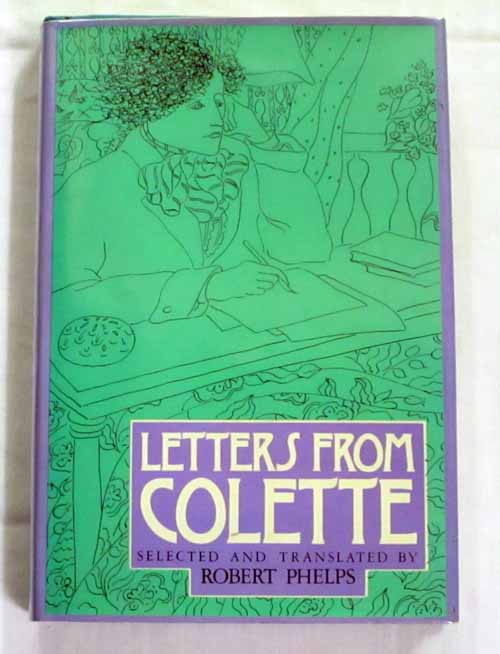 LETTERS FROM
COLETTE
SELECTED AND TRANSLATED BY
ROBERT PHELPS